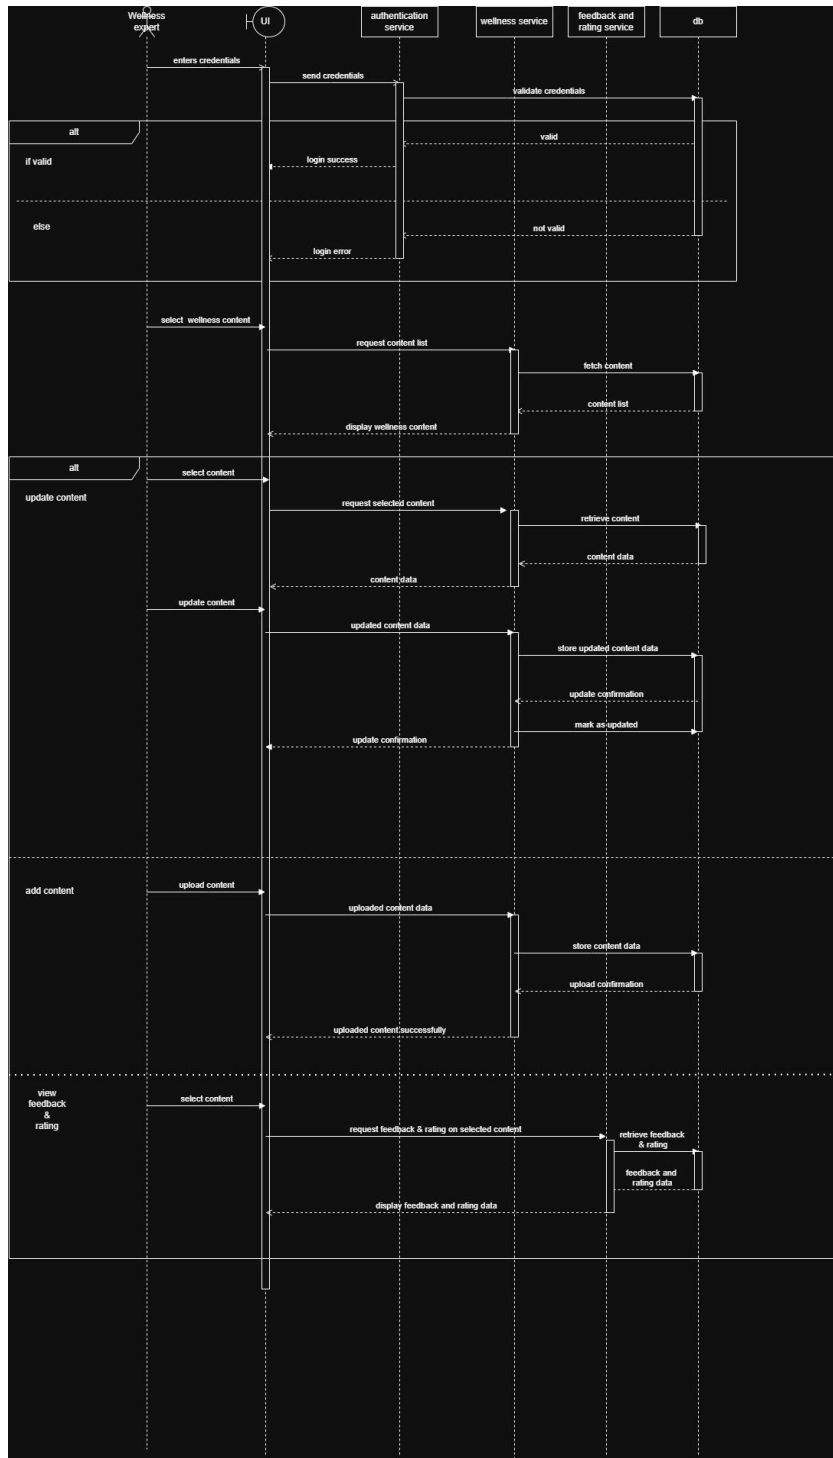 Wellness
expert
UI
authentication
service
wellness service
feedback and
rating service
db
enters credentials
send credentials
validate credentials
alt
valid
if valid
login success
else
not valid
login error
select wellness content
request content list
fetch content
content list
display wellness content
alt
select content
update content
request selected content
retrieve content
content data
content data
update content
updated content data
store updated content data
update confirmation
mark as updated
update confirmation
add content
upload content
uploaded content data
store content data
upload confirmation
uploaded content successfully
view
feedback
&
rating
select content
request feedback & rating on selected content
retrieve feedback
& rating
feedback and
rating data
display feedback and rating data